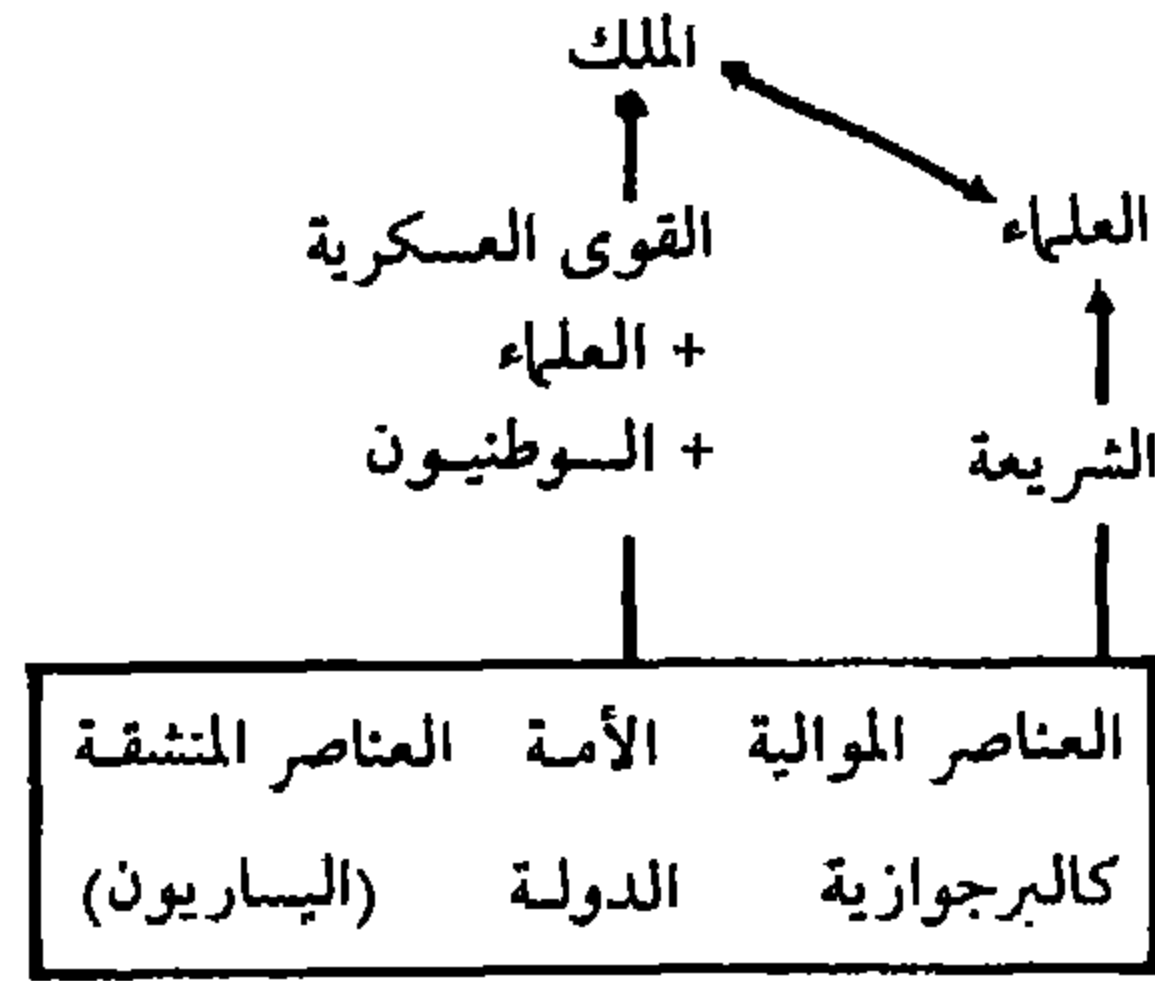 الملك
العلماء
القوى العسكرية
+ العلماء
+ الوطنيون
الشريعة
العناصر الموالية الأمة العناصر المنشقة
كالبرجوازية الدولة (اليساريون)